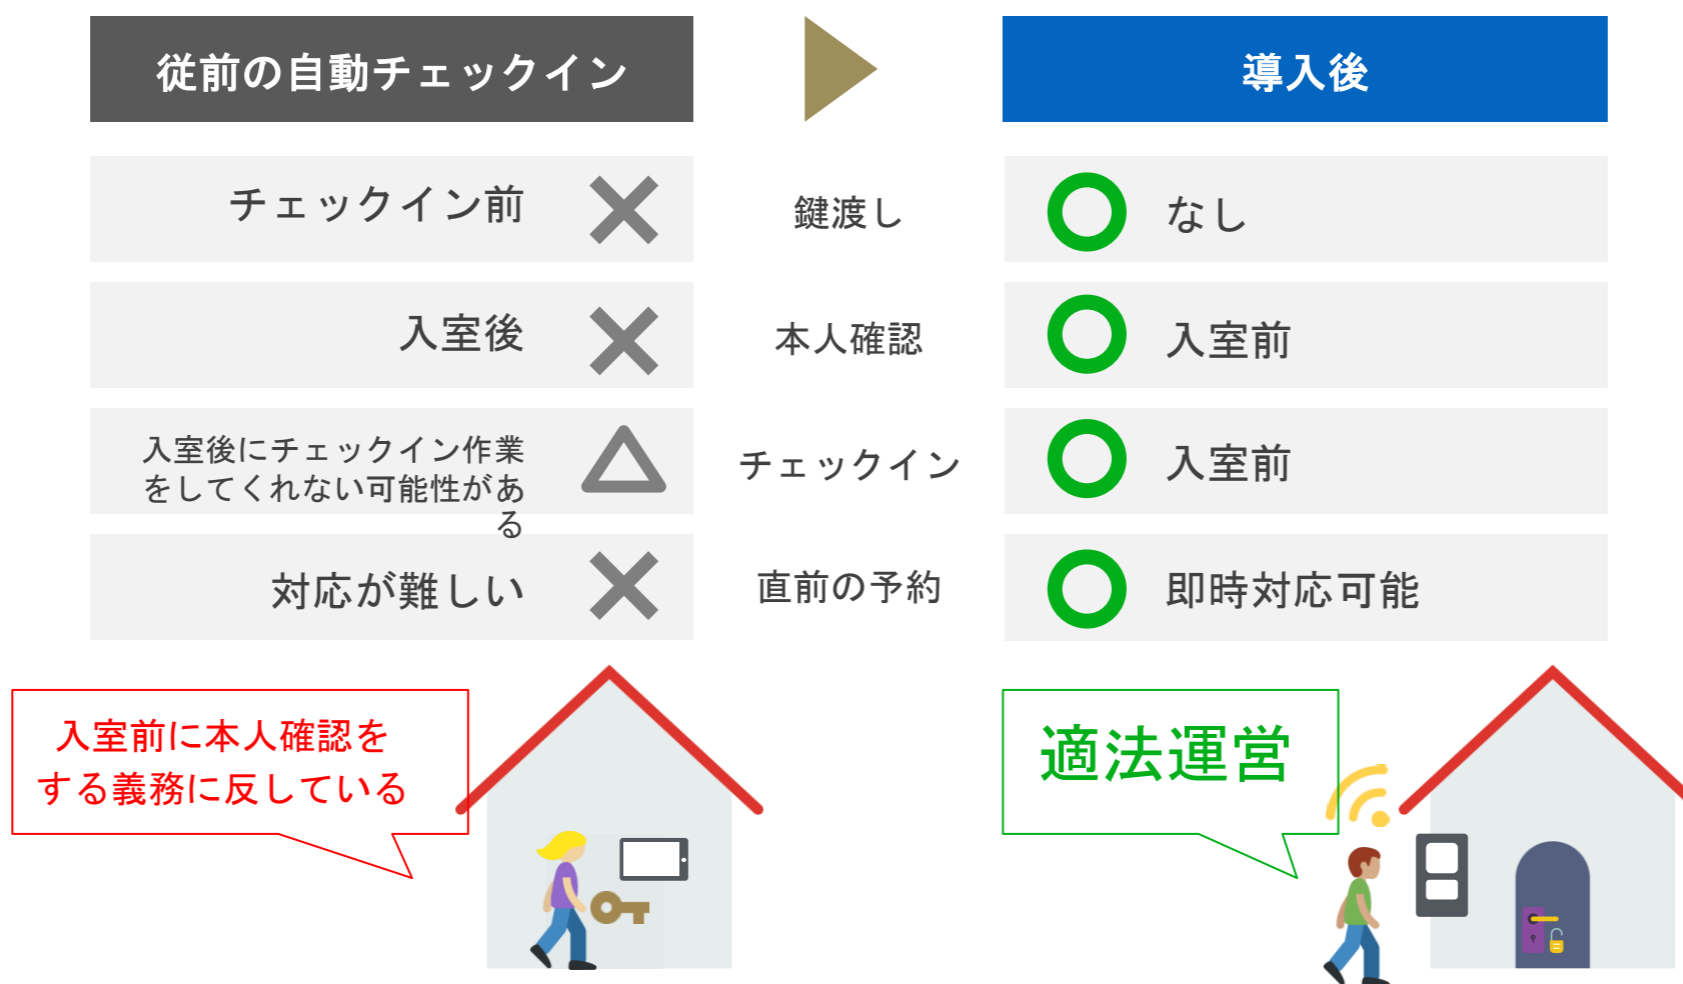 従前の自動チェックイン
導入後
チェックイン前
鍵渡し
なし
入室後
本人確認
入室前
入室後にチェックイン作業
をしてくれない可能性があ
る
チェックイン
入室前
対応が難しい
直前の予約
即時対応可能
入室前に本人確認を
する義務に反している
適法運営